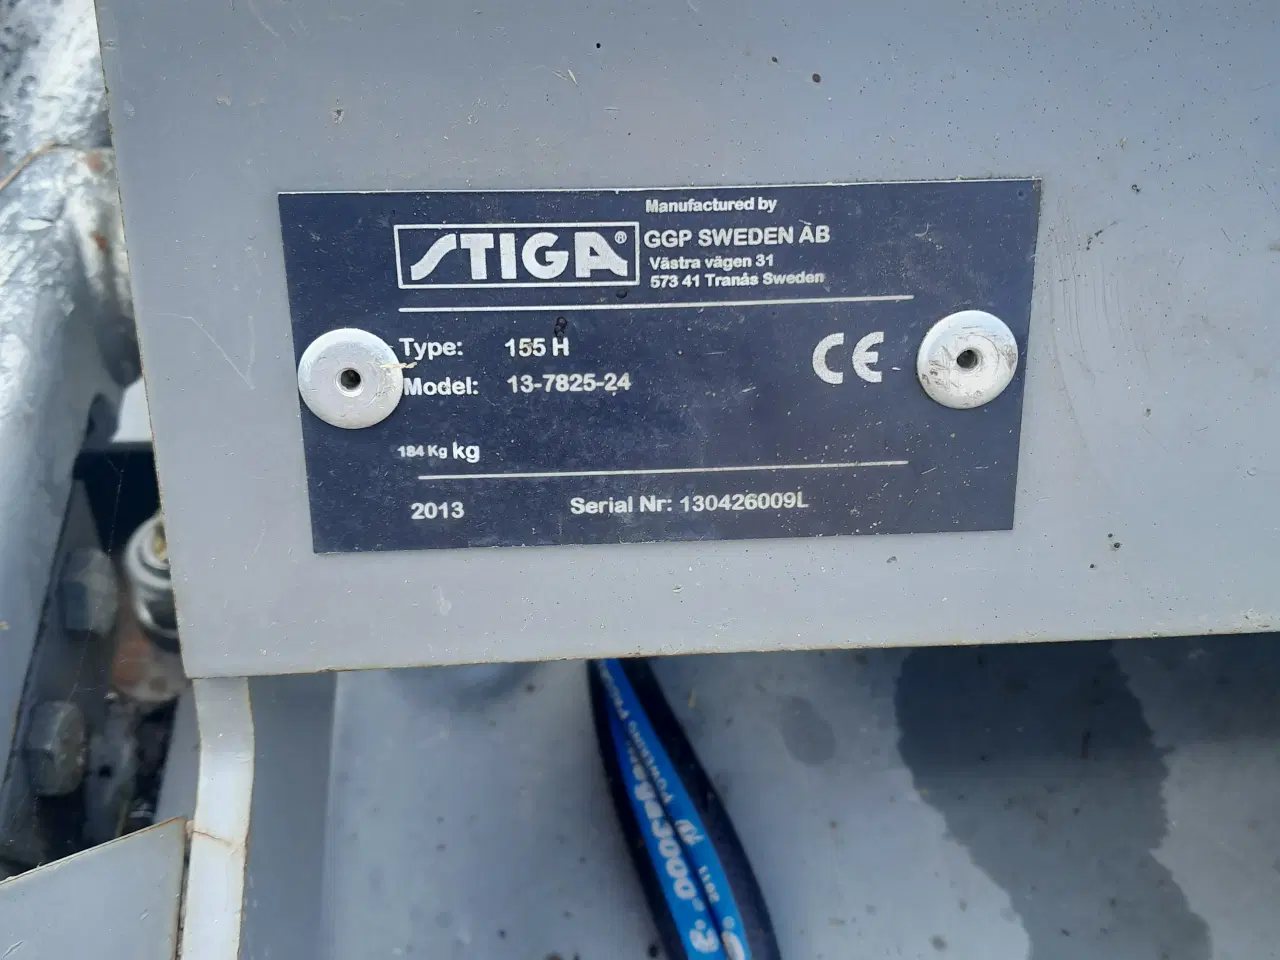 STIGA®
Manufactured by
GGP SWEDEN AB
Västra vägen 31
573 41 Tranås Sweden
Type: 155 H
Model: 13-7825-24
CE
184 Kg kg
2013 Serial Nr: 130426009L